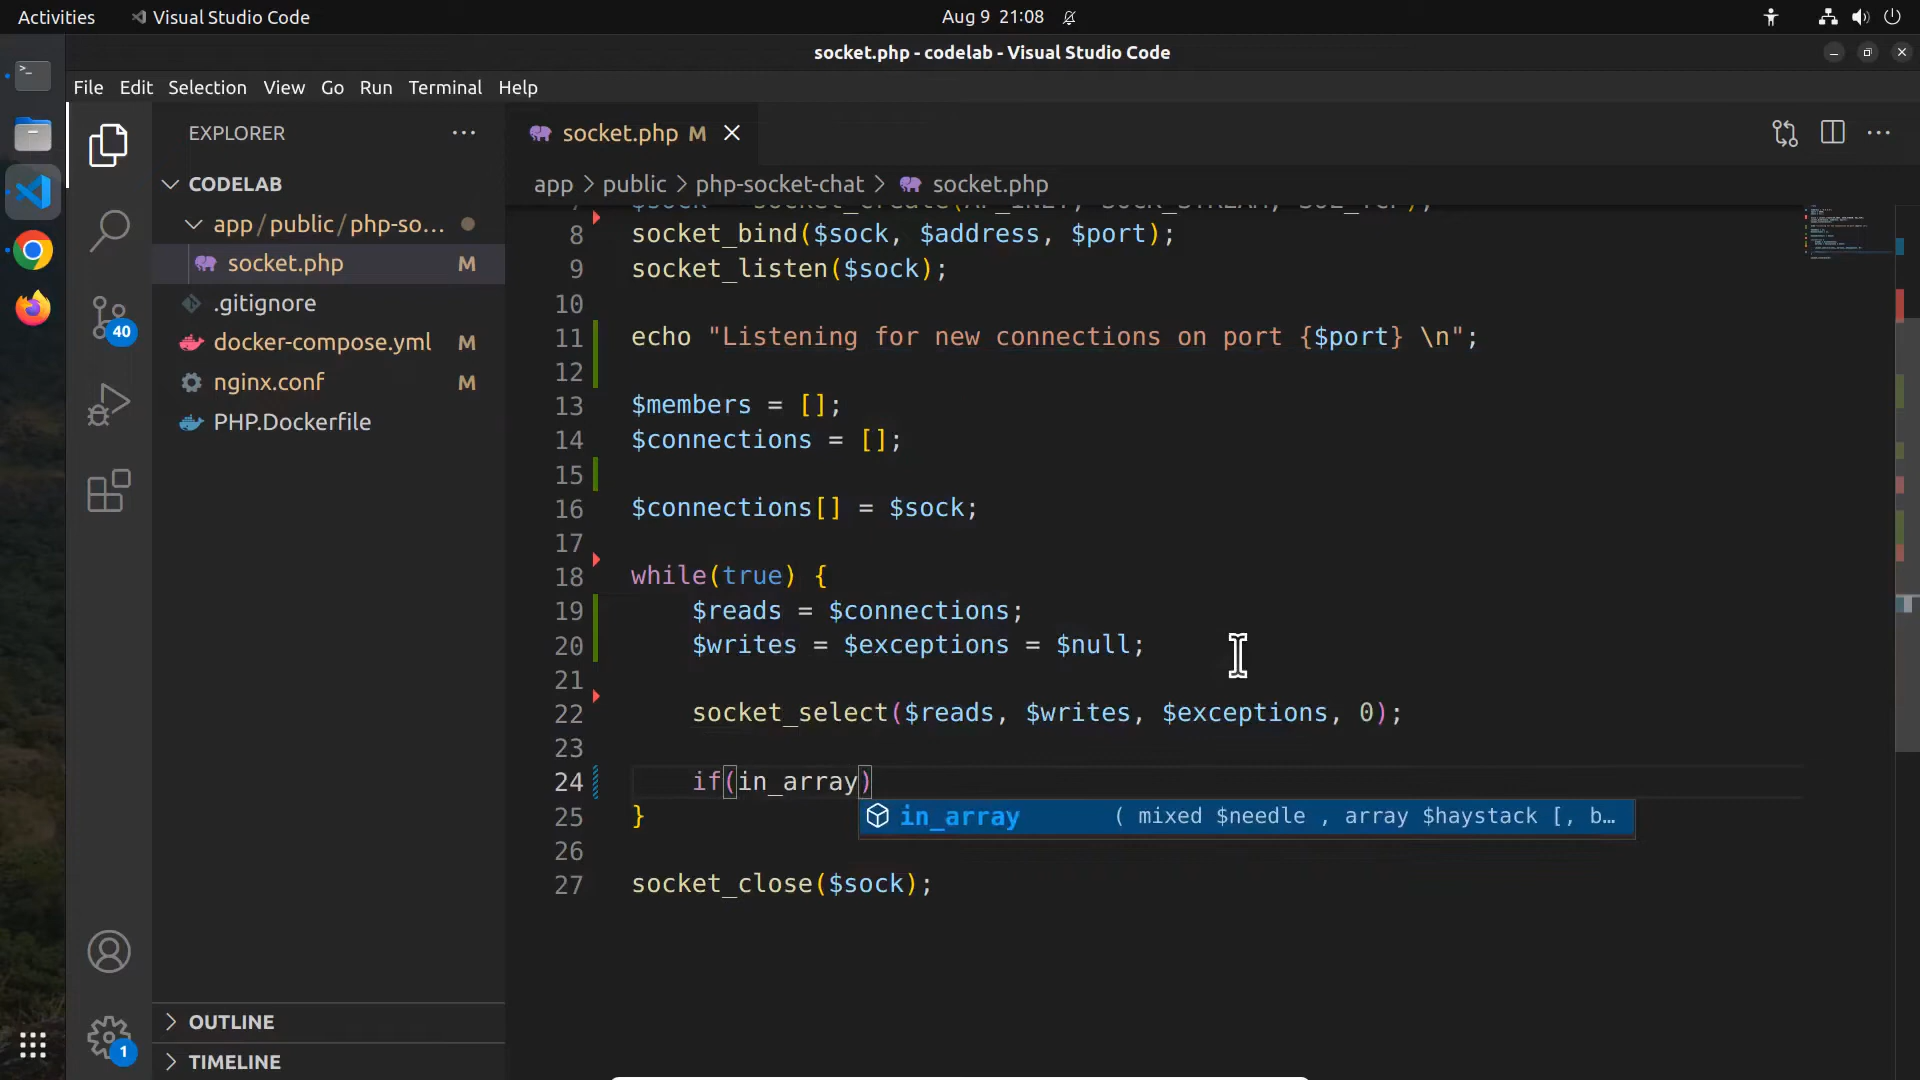 Activities
Visual Studio Code
Aug 9 21:08
socket.php - codelab - Visual Studio Code
File Edit Selection View Go Run Terminal Help
EXPLORER
socket.php M
CODELAB
app > public > php-socket-chat > socket.php
app / public / php-so...
socket.php M
.gitignore
docker-compose.yml M
nginx.conf M
PHP.Dockerfile
40
OUTLINE
TIMELINE
1
8 socket_bind($sock, $address, $port);
9 socket_listen($sock);
10
11 echo "Listening for new connections on port {$port} \n";
12
13 $members = [];
14 $connections = [];
15
16 $connections[] = $sock;
17
18 while(true) {
19 $reads = $connections;
20 $writes = $exceptions = $null;
21
22 socket_select($reads, $writes, $exceptions, 0);
23
24 if(in_array)
in_array ( mixed $needle , array $haystack [, b…
25 }
26
27 socket_close($sock);